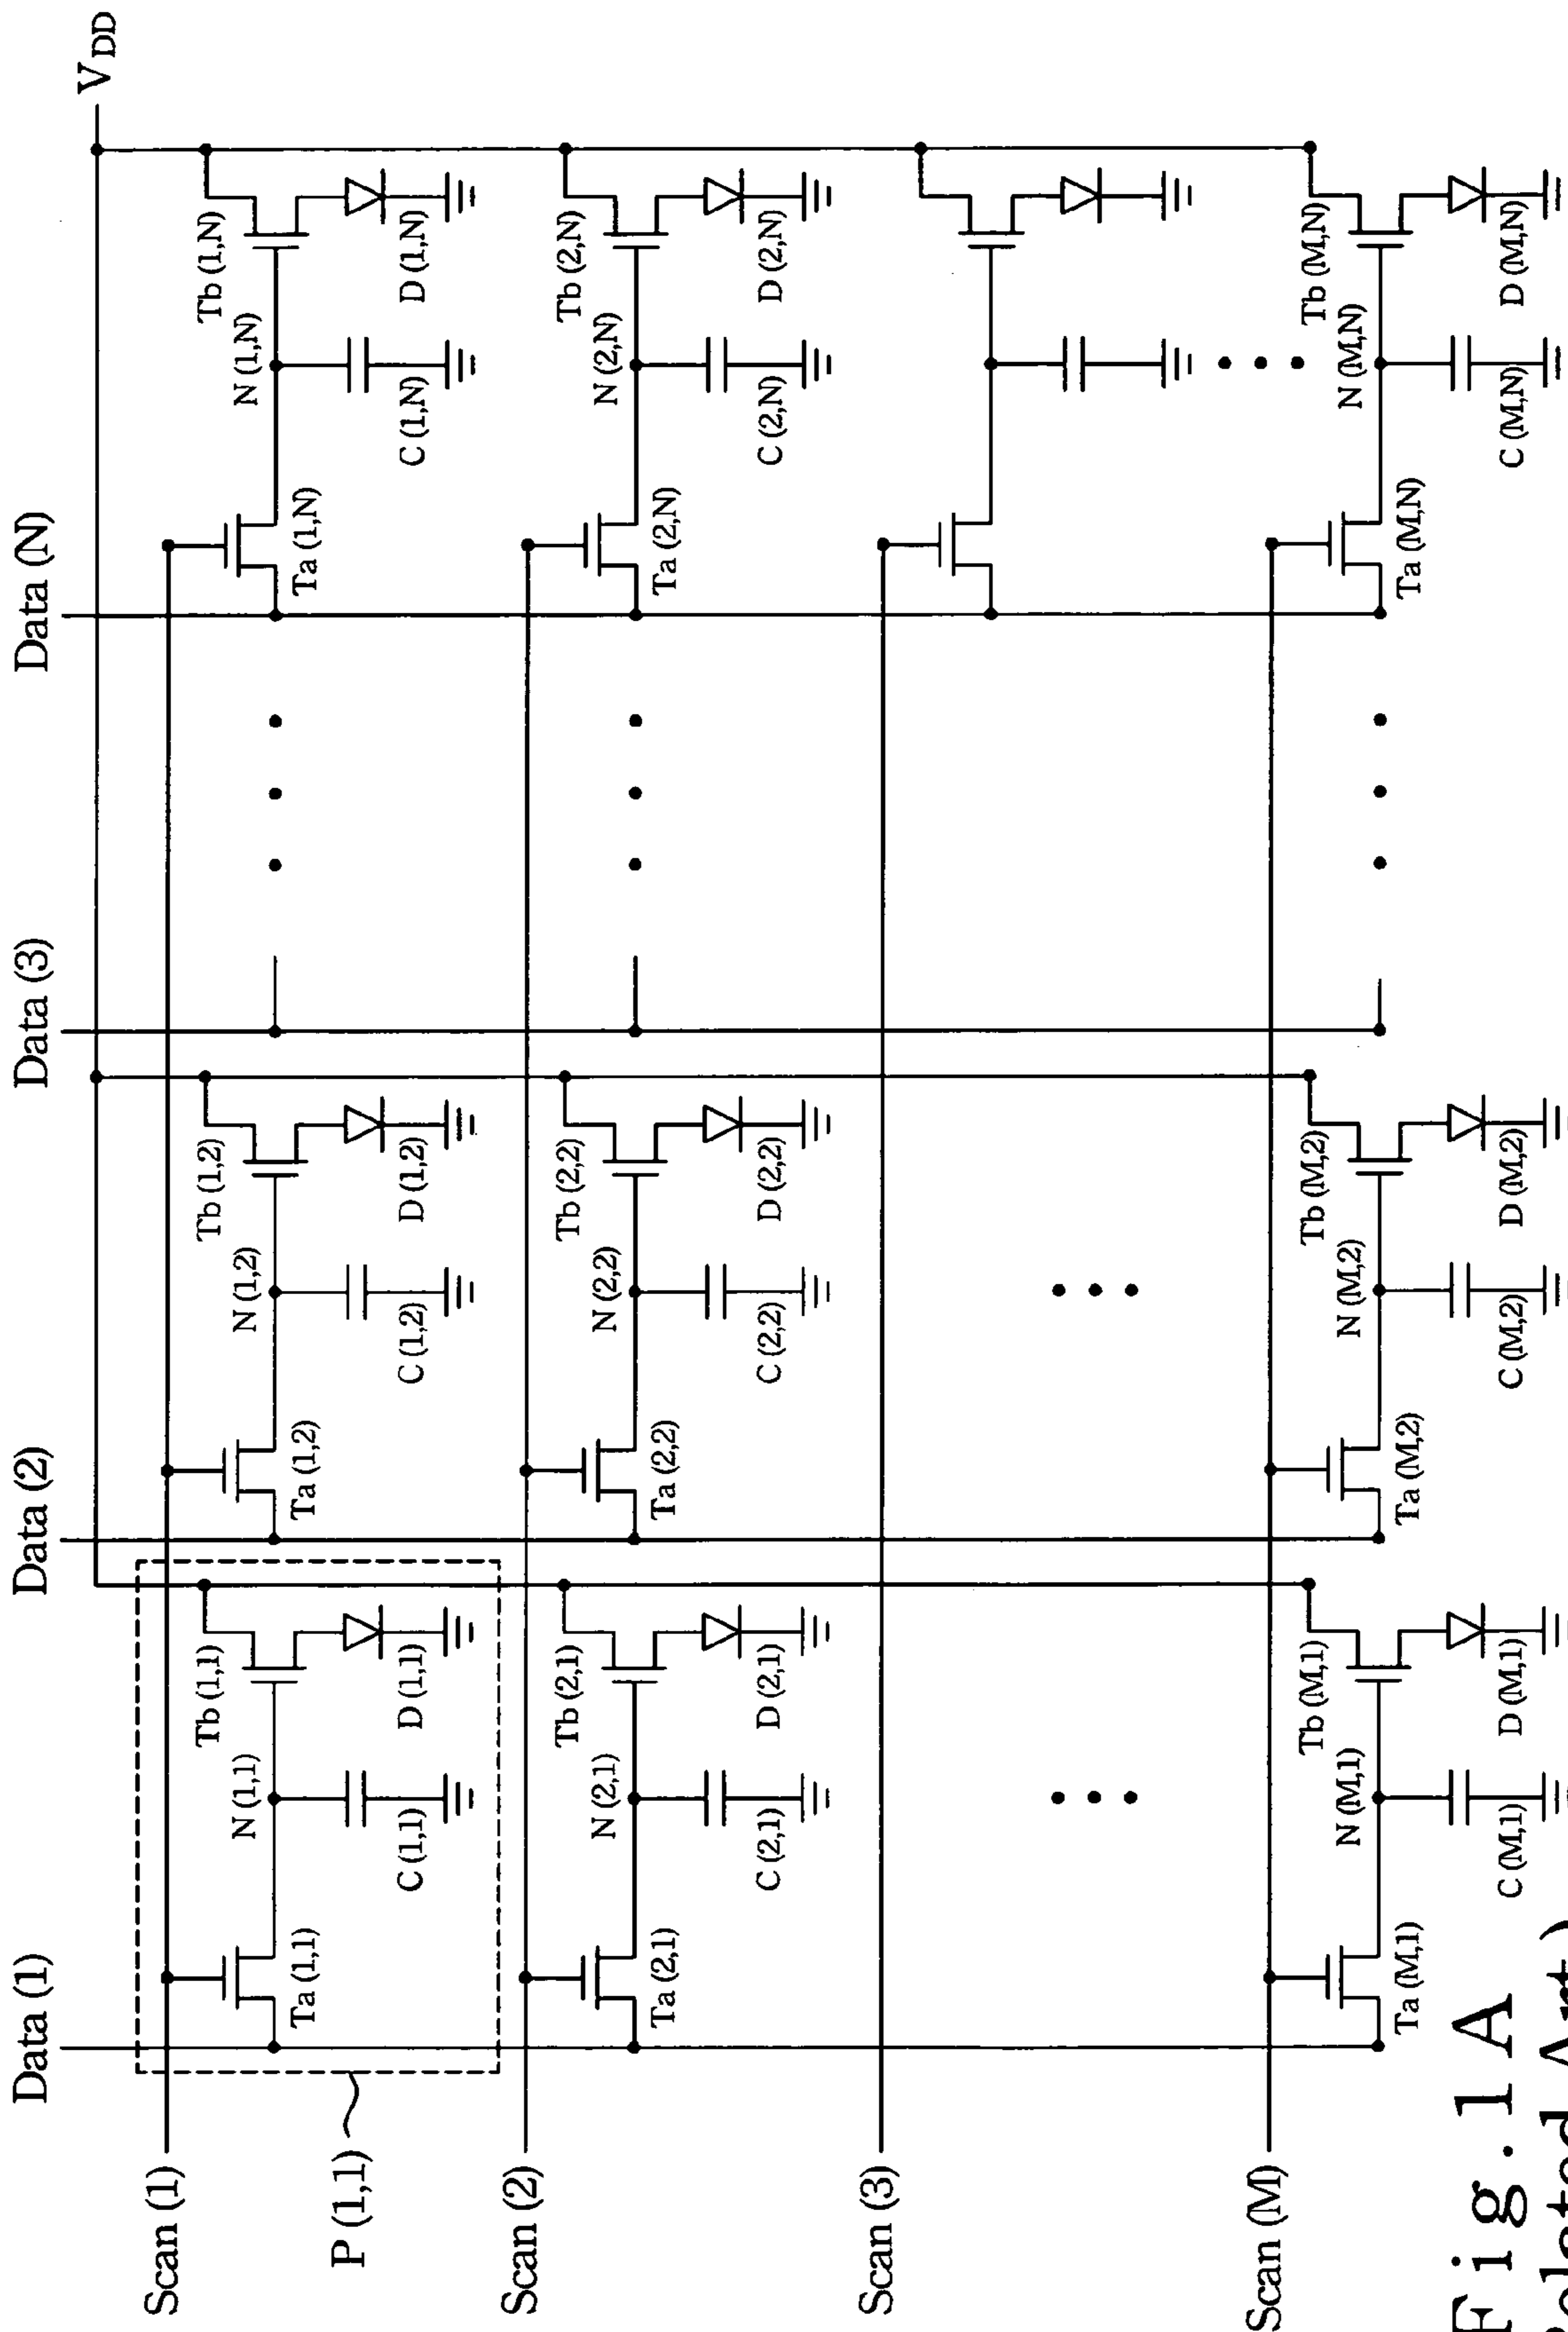 Data (1)
Data (2)
Data (3)
Data (N)
V DD
Scan (1)
Tb (1,1)
Tb (1,2)
Tb (1,N)
N (1,1)
N (1,2)
N (1,N)
Ta (1,1)
Ta (1,2)
Ta (1,N)
P (1,1)
C (1,1)
D (1,1)
C (1,2)
D (1,2)
C (1,N)
D (1,N)
Scan (2)
Tb (2,1)
Tb (2,2)
Tb (2,N)
N (2,1)
N (2,2)
N (2,N)
Ta (2,1)
Ta (2,2)
Ta (2,N)
C (2,1)
D (2,1)
C (2,2)
D (2,2)
C (2,N)
D (2,N)
Scan (3)
Scan (M)
Tb (M,1)
Tb (M,2)
Tb (M,N)
N (M,1)
N (M,2)
N (M,N)
Ta (M,1)
Ta (M,2)
Ta (M,N)
C (M,1)
D (M,1)
C (M,2)
D (M,2)
C (M,N)
D (M,N)
Fig.1A
Art)